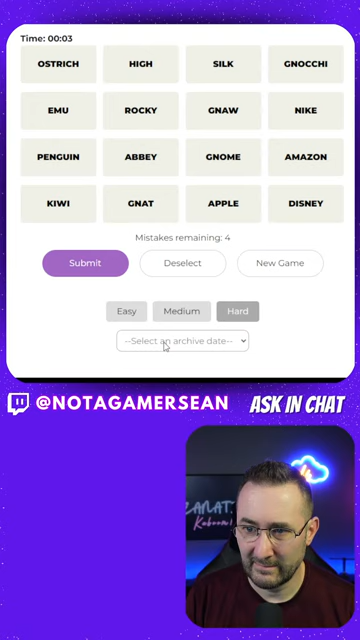 Time: 00:03
OSTRICH HIGH SILK GNOCCHI
EMU ROCKY GNAW NIKE
PENGUIN ABBEY GNOME AMAZON
KIWI GNAT APPLE DISNEY
Mistakes remaining: 4
Submit Deselect New Game
Easy Medium Hard
--Select an archive date--
@NOTAGAMERSEAN ASK IN CHAT
Kaboom!